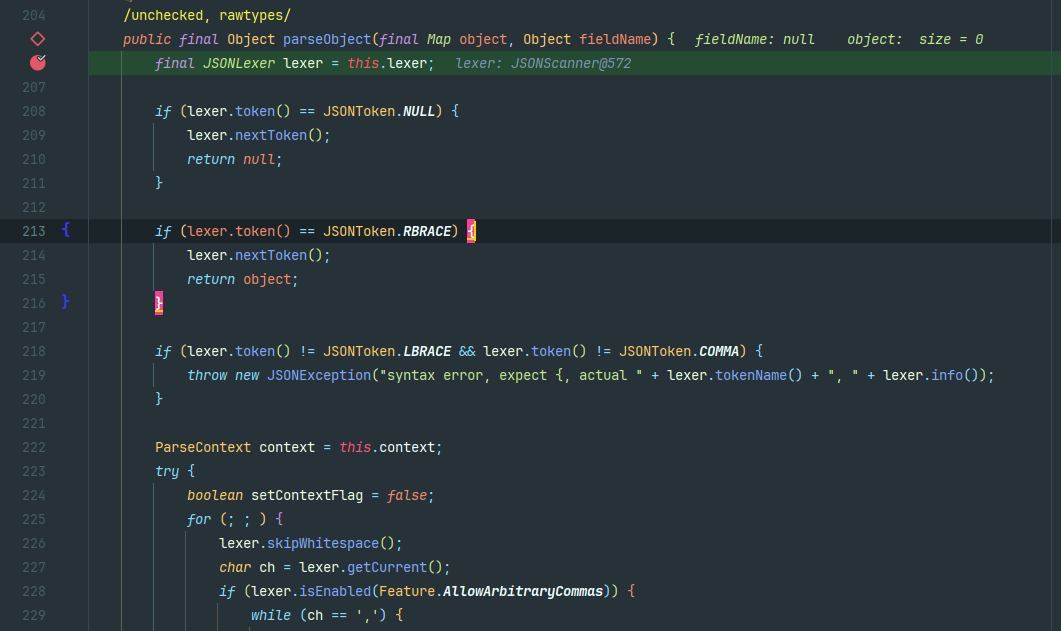 204 /unchecked, rawtypes/
public final Object parseObject(final Map object, Object fieldName) { fieldName: null object: size = 0
final JSONLexer lexer = this.lexer; lexer: JSONScanner@572
207
208 if (lexer.token() == JSONToken.NULL) {
209 lexer.nextToken();
210 return null;
211 }
212
213 { if (lexer.token() == JSONToken.RBRACE) {
214 lexer.nextToken();
215 return object;
216 } }
217
218 if (lexer.token() != JSONToken.LBRACE && lexer.token() != JSONToken.COMMA) {
219 throw new JSONException("syntax error, expect {, actual " + lexer.tokenName() + ", " + lexer.info());
220 }
221
222 ParseContext context = this.context;
223 try {
224 boolean setContextFlag = false;
225 for (; ; ) {
226 lexer.skipWhitespace();
227 char ch = lexer.getCurrent();
228 if (lexer.isEnabled(Feature.AllowArbitraryCommas)) {
229 while (ch == ',') {